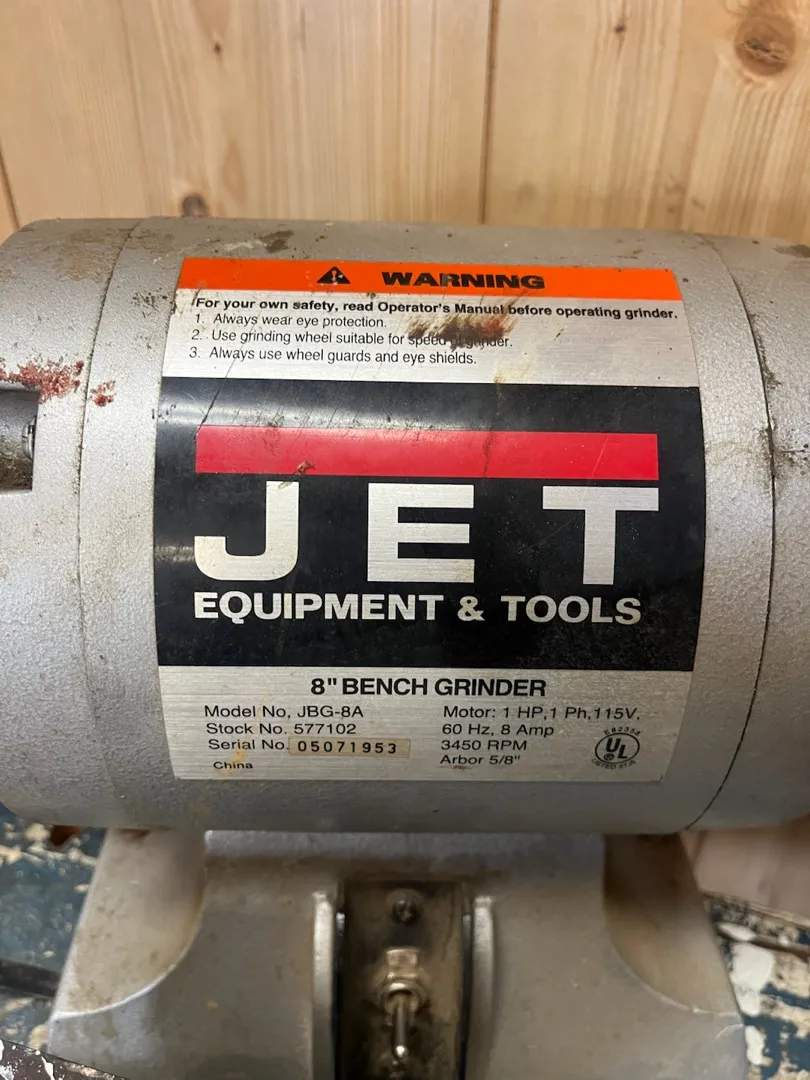 WARNING
For your own safety, read Operator's Manual before operating grinder.
1. Always wear eye protection.
2. Use grinding wheel suitable for speed of grinder.
3. Always use wheel guards and eye shields.
JET
EQUIPMENT & TOOLS
8" BENCH GRINDER
Model No, JBG-8A
Stock No. 577102
Serial No. 05071953
China
Motor: 1 HP,1 Ph,115V,
60 Hz, 8 Amp
3450 RPM
Arbor 5/8"
UL